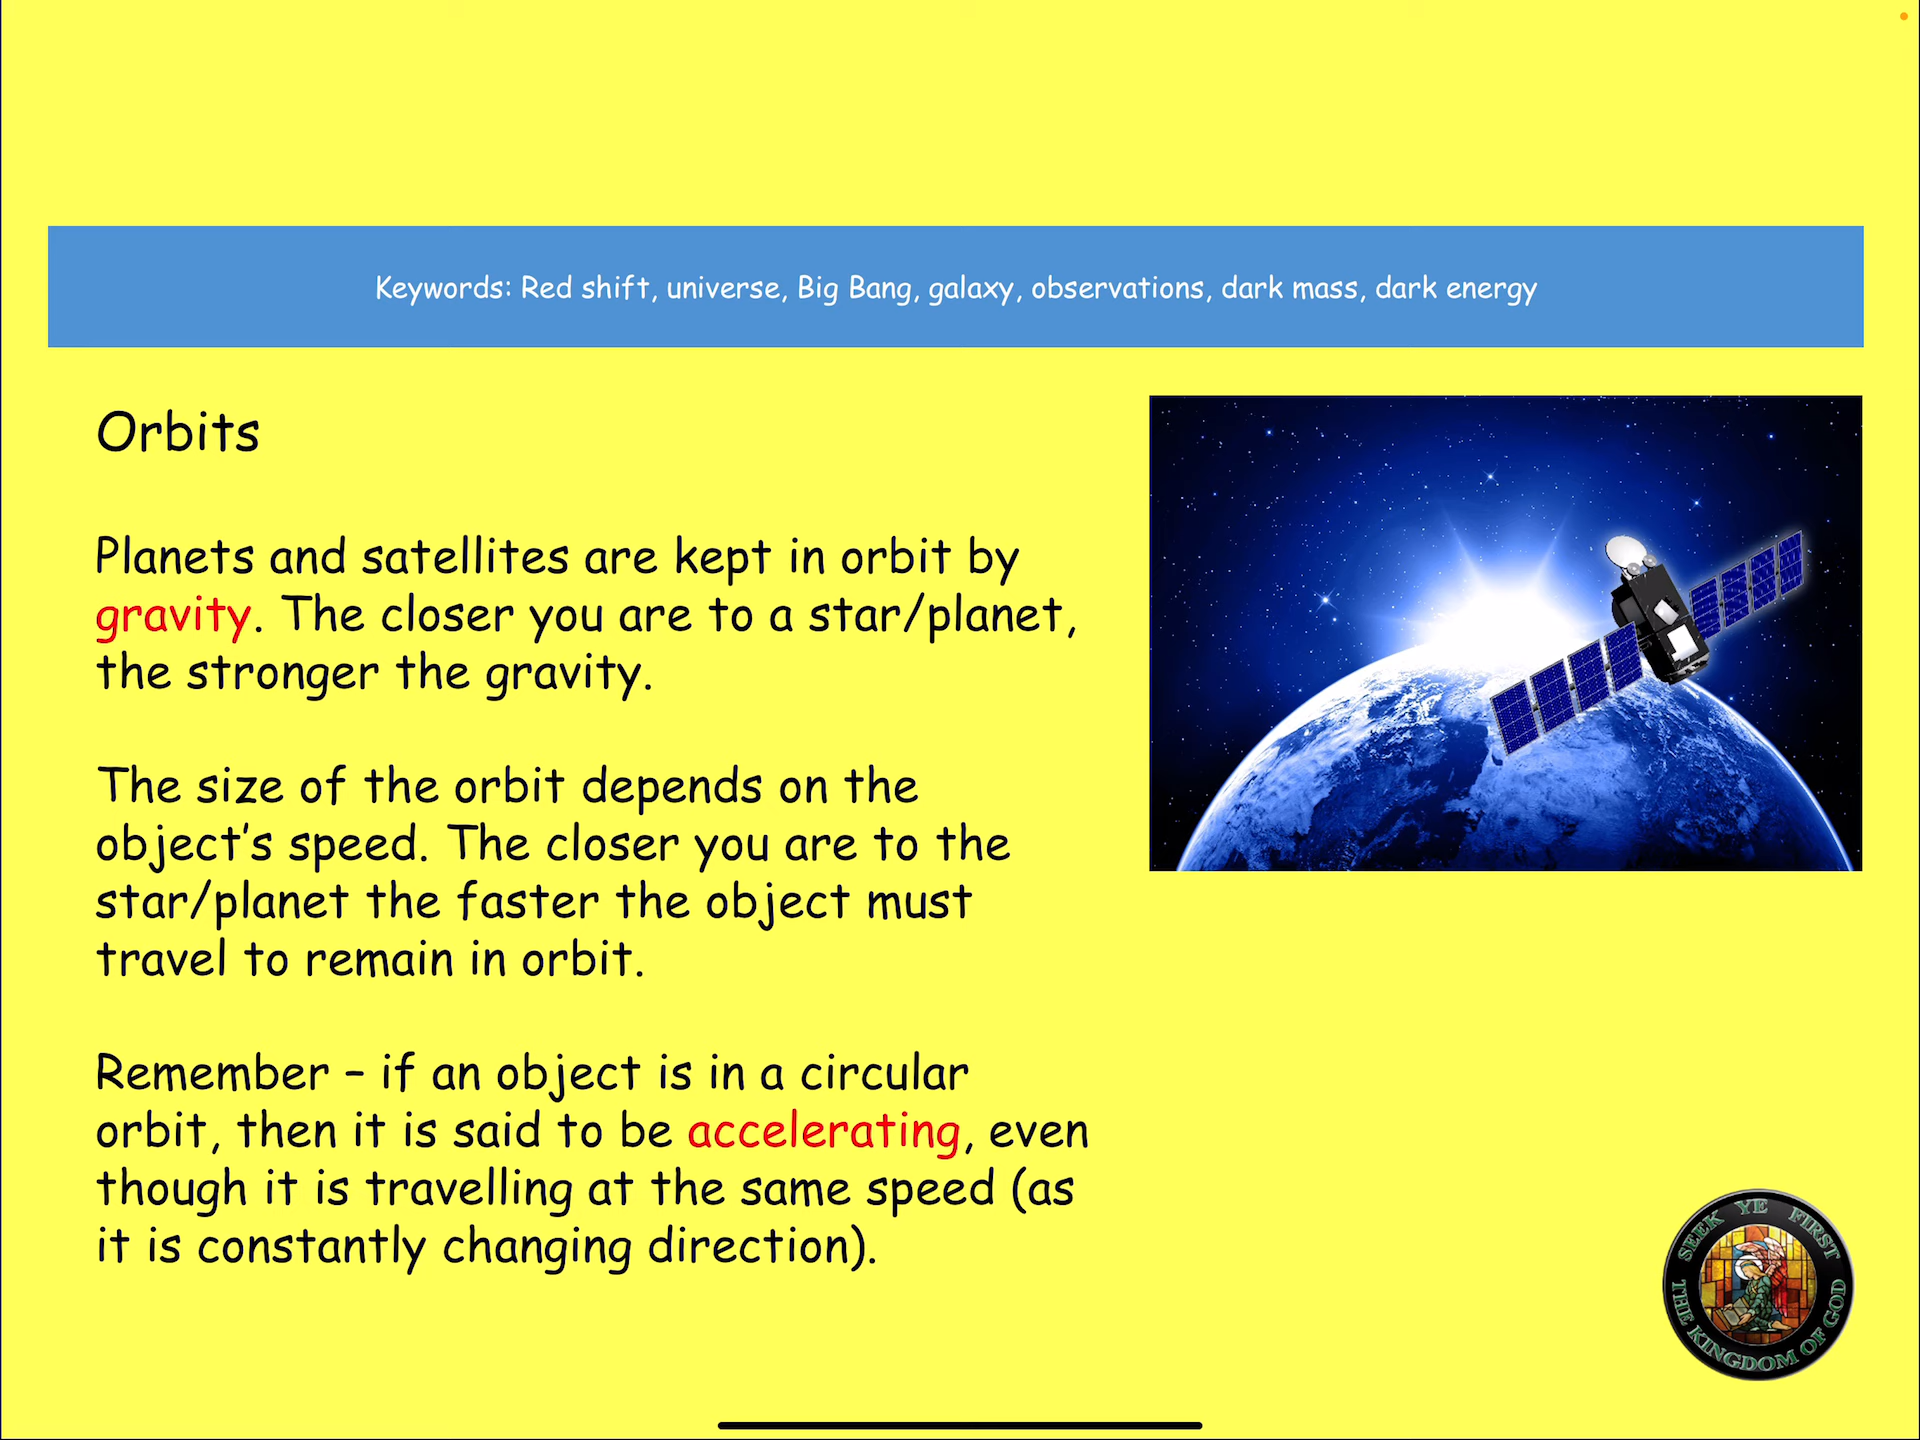 Keywords: Red shift, universe, Big Bang, galaxy, observations, dark mass, dark energy
Orbits
Planets and satellites are kept in orbit by
gravity. The closer you are to a star/planet,
the stronger the gravity.
The size of the orbit depends on the
object’s speed. The closer you are to the
star/planet the faster the object must
travel to remain in orbit.
Remember – if an object is in a circular
orbit, then it is said to be accelerating, even
though it is travelling at the same speed (as
it is constantly changing direction).
SEEK YE FIRST
THE KINGDOM OF GOD